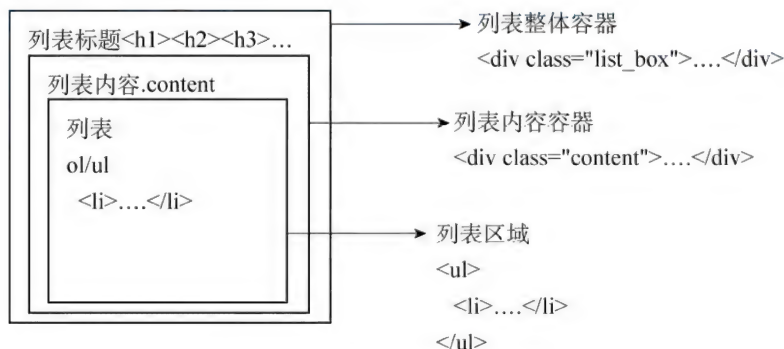 列表标题<h1><h2><h3>…
列表内容.content
列表
ol/ul
<li>….</li>
列表整体容器
<div class="list_box">….</div>
列表内容容器
<div class="content">….</div>
列表区域
<ul>
<li>….</li>
</ul>